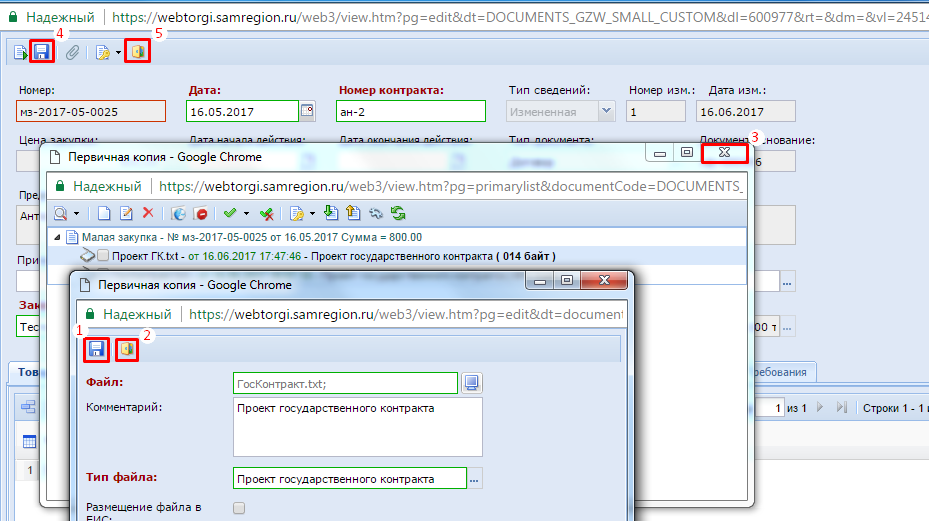 Надежный https://webtorgi.samregion.ru/web3/view.htm?pg=edit&dt=DOCUMENTS_GZW_SMALL_CUSTOM&dl=600977&rt=&dm=&vl=24514
4
5
Номер: Дата: Номер контракта: Тип сведений: Номер изм.: Дата изм.:
мз-2017-05-0025 16.05.2017 ан-2 Измененная 1 16.06.2017
Цена закупки: Дата начала действия: Дата окончания действия: Тип документа:
3
Первичная копия - Google Chrome
Надежный https://webtorgi.samregion.ru/web3/view.htm?pg=primarylist&documentCode=DOCUMENTS_
Малая закупка - № мз-2017-05-0025 от 16.05.2017 Сумма = 800.00
Проект ГК.txt - от 16.06.2017 17:47:46 - Проект государственного контракта ( 014 байт )
Первичная копия - Google Chrome
Надежный https://webtorgi.samregion.ru/web3/view.htm?pg=edit&dt=document
1
2
Файл: ГосКонтракт.txt; 
Комментарий: Проект государственного контракта
Тип файла: Проект государственного контракта ...
Размещение файла в
ЕИС:
Пред
Ант
При
...
Зак
Тес
00 т ...
Тов
ребования
1 из 1 Строки 1 - 1 и
1